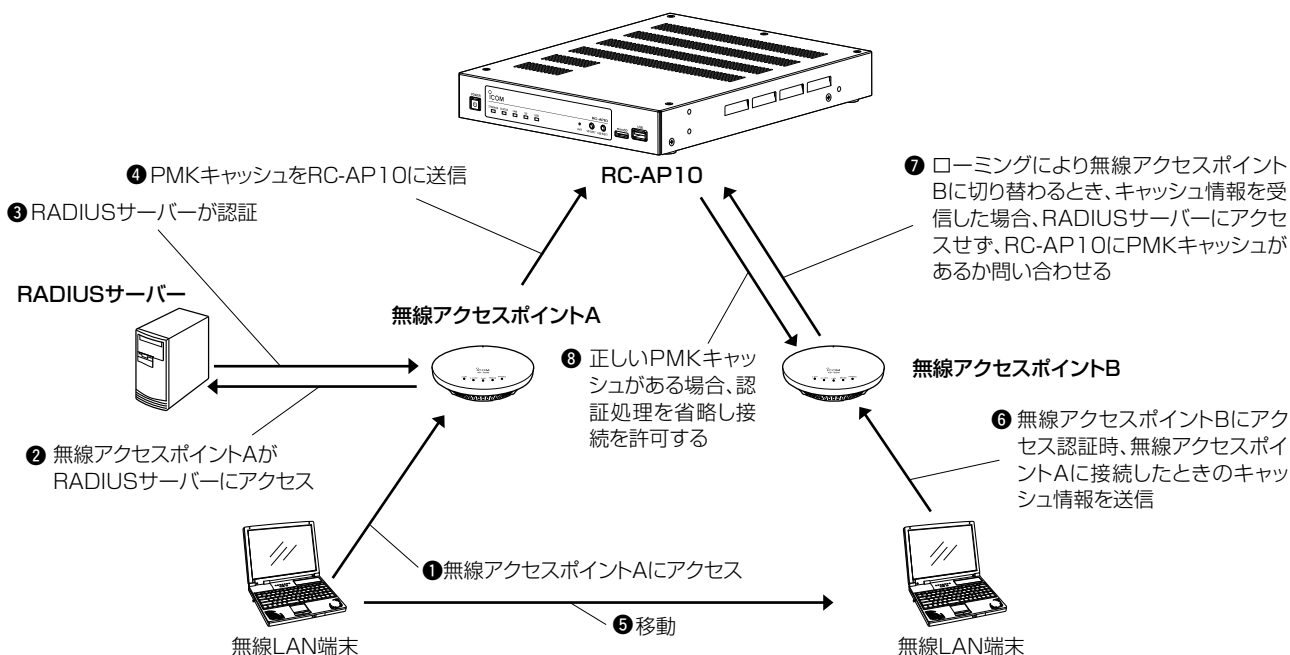 ICOM
RC-AP10
❹PMKキャッシュをRC-AP10に送信
❸RADIUSサーバーが認証
RADIUSサーバー
無線アクセスポイントA
❼ ローミングにより無線アクセスポイント
Bに切り替わるとき、キャッシュ情報を受
信した場合、RADIUSサーバーにアクセ
スせず、RC-AP10にPMKキャッシュが
あるか問い合わせる
❽ 正しいPMKキャッ
シュがある場合、認
証処理を省略し接
続を許可する
無線アクセスポイントB
❻ 無線アクセスポイントBにアク
セス認証時、無線アクセスポイ
ントAに接続したときのキャッ
シュ情報を送信
❷ 無線アクセスポイントAが
RADIUSサーバーにアクセス
❶無線アクセスポイントAにアクセス
❺移動
無線LAN端末
無線LAN端末